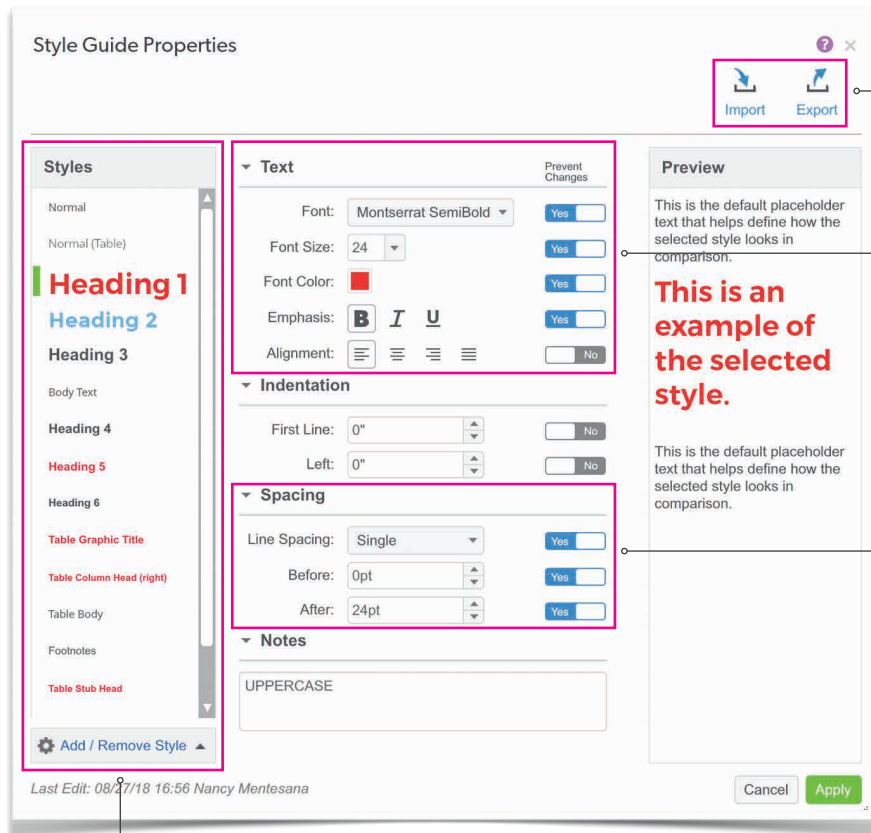 Style Guide Properties
?
Import Export
Styles
Normal
Normal (Table)
Heading 1
Heading 2
Heading 3
Body Text
Heading 4
Heading 5
Heading 6
Table Graphic Title
Table Column Head (right)
Table Body
Footnotes
Table Stub Head
Add / Remove Style
Text
Prevent
Changes
Font: Montserrat SemiBold Yes
Font Size: 24 Yes
Font Color: Yes
Emphasis: B I U Yes
Alignment: No
Indentation
First Line: 0" No
Left: 0" No
Spacing
Line Spacing: Single Yes
Before: 0pt Yes
After: 24pt Yes
Notes
UPPERCASE
Preview
This is the default placeholder
text that helps define how the
selected style looks in
comparison.
This is an
example of
the selected
style.
This is the default placeholder
text that helps define how the
selected style looks in
comparison.
Last Edit: 08/27/18 16:56 Nancy Mentesana
Cancel Apply